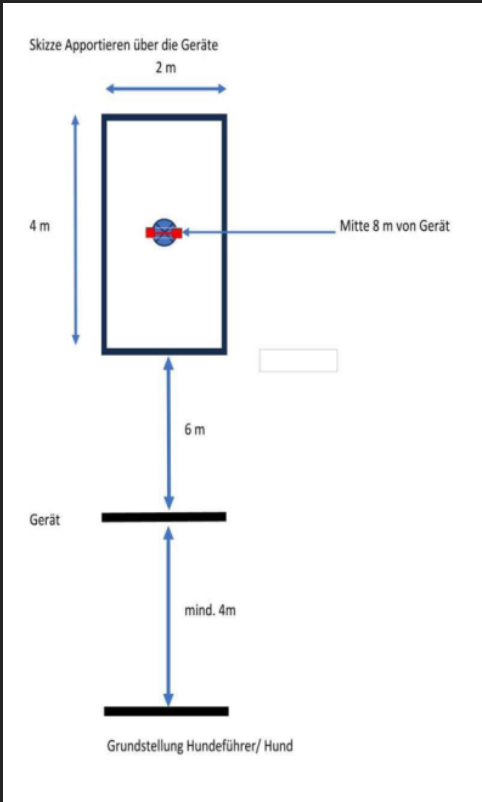 Skizze Apportieren über die Geräte
2 m
4 m
Mitte 8 m von Gerät
6 m
Gerät
mind. 4m
Grundstellung Hundeführer/ Hund